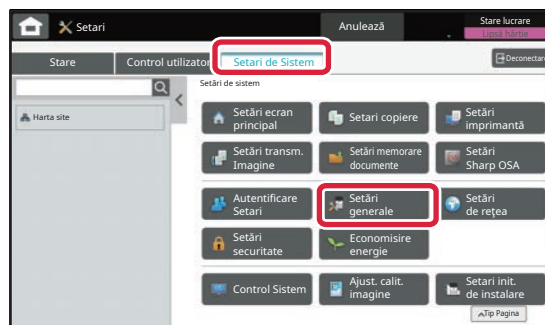 Setari
Anulează
Stare lucrare
Lipsă hârtie
Stare
Control utilizator
Setari de Sistem
Deconectare
Setări de sistem
Harta site
Setări ecran
principal
Setari copiere
Setări
imprimantă
Setări transm.
Imagine
Setări memorare
documente
Setări
Sharp OSA
Autentificare
Setari
Setări
generale
Setări
de rețea
Setări
securitate
Economisire
energie
Control Sistem
Ajust. calit.
imagine
Setari init.
de instalare
Tip Pagina